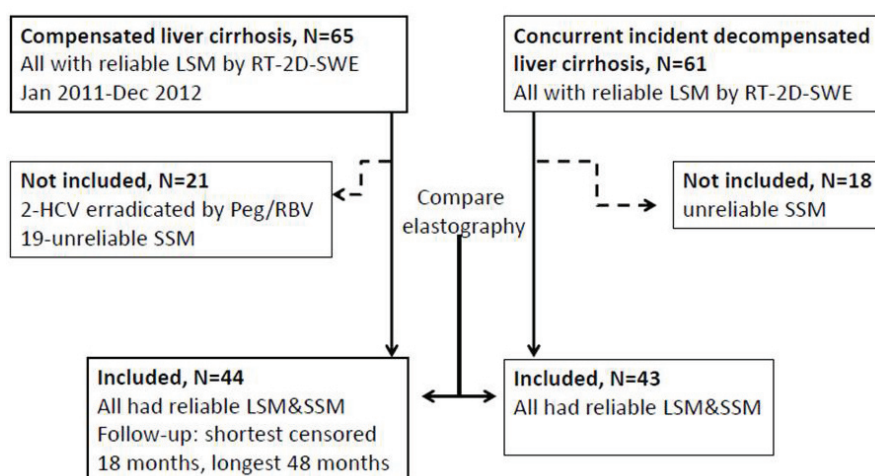 Compensated liver cirrhosis, N=65
All with reliable LSM by RT-2D-SWE
Jan 2011-Dec 2012
Concurrent incident decompensated
liver cirrhosis, N=61
All with reliable LSM by RT-2D-SWE
Not included, N=21
2-HCV erradicated by Peg/RBV
19-unreliable SSM
Compare
elastography
Not included, N=18
unreliable SSM
Included, N=44
All had reliable LSM&SSM
Follow-up: shortest censored
18 months, longest 48 months
Included, N=43
All had reliable LSM&SSM